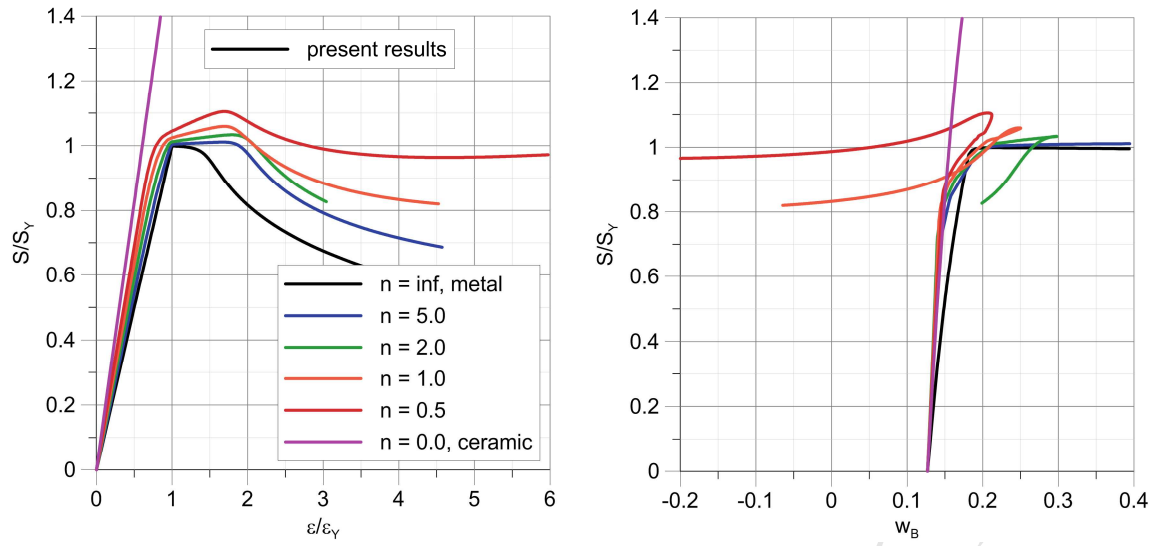 1.4
1.2
1
0.8
0.6
0.4
0.2
0
S/S_Y
0 1 2 3 4 5 6
ε/ε_Y
present results
n = inf, metal
n = 5.0
n = 2.0
n = 1.0
n = 0.5
n = 0.0, ceramic
1.4
1.2
1
0.8
0.6
0.4
0.2
0
S/S_Y
-0.2 -0.1 0 0.1 0.2 0.3 0.4
w_B